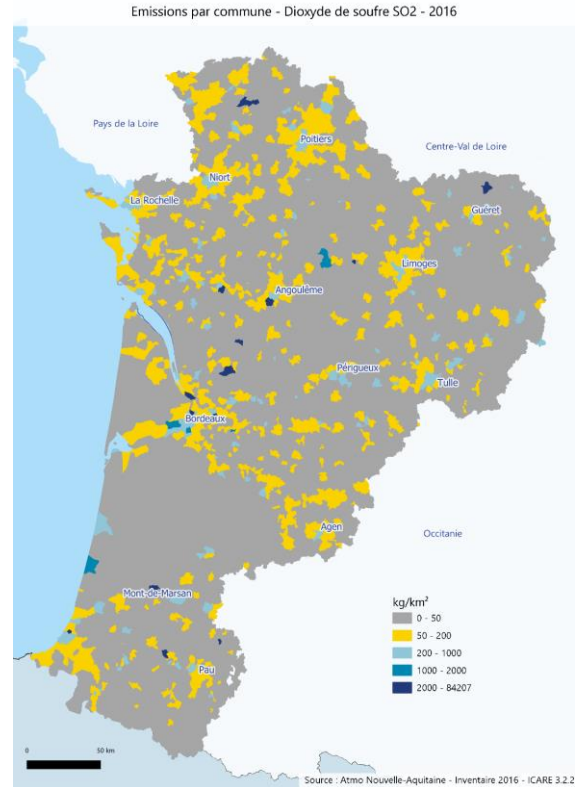 Emissions par commune - Dioxyde de soufre SO2 - 2016
Pays de la Loire
Poitiers
Centre-Val de Loire
Niort
La Rochelle
Guéret
Limoges
Angoulême
Périgueux
Tulle
Bordeaux
Agen
Occitanie
Mont-de-Marsan
Pau
kg/km²
0 - 50
50 - 200
200 - 1000
1000 - 2000
2000 - 84207
0 50 km
Source : Atmo Nouvelle-Aquitaine - Inventaire 2016 - ICARE 3.2.2